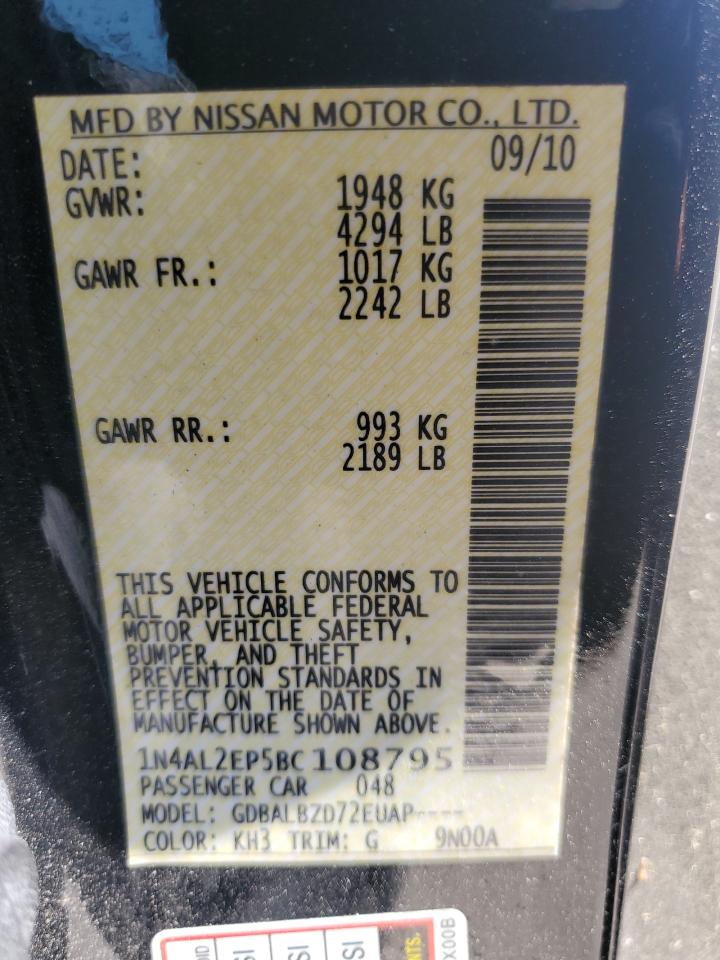 MFD BY NISSAN MOTOR CO., LTD.
DATE: 09/10
GVWR: 1948 KG
4294 LB
GAWR FR.: 1017 KG
2242 LB
GAWR RR.: 993 KG
2189 LB
THIS VEHICLE CONFORMS TO
ALL APPLICABLE FEDERAL
MOTOR VEHICLE SAFETY,
BUMPER, AND THEFT
PREVENTION STANDARDS IN
EFFECT ON THE DATE OF
MANUFACTURE SHOWN ABOVE.
1N4AL2EP5BC108795
PASSENGER CAR 048
MODEL: GDBALBZD72EUAP----
COLOR: KH3 TRIM: G 9N00A